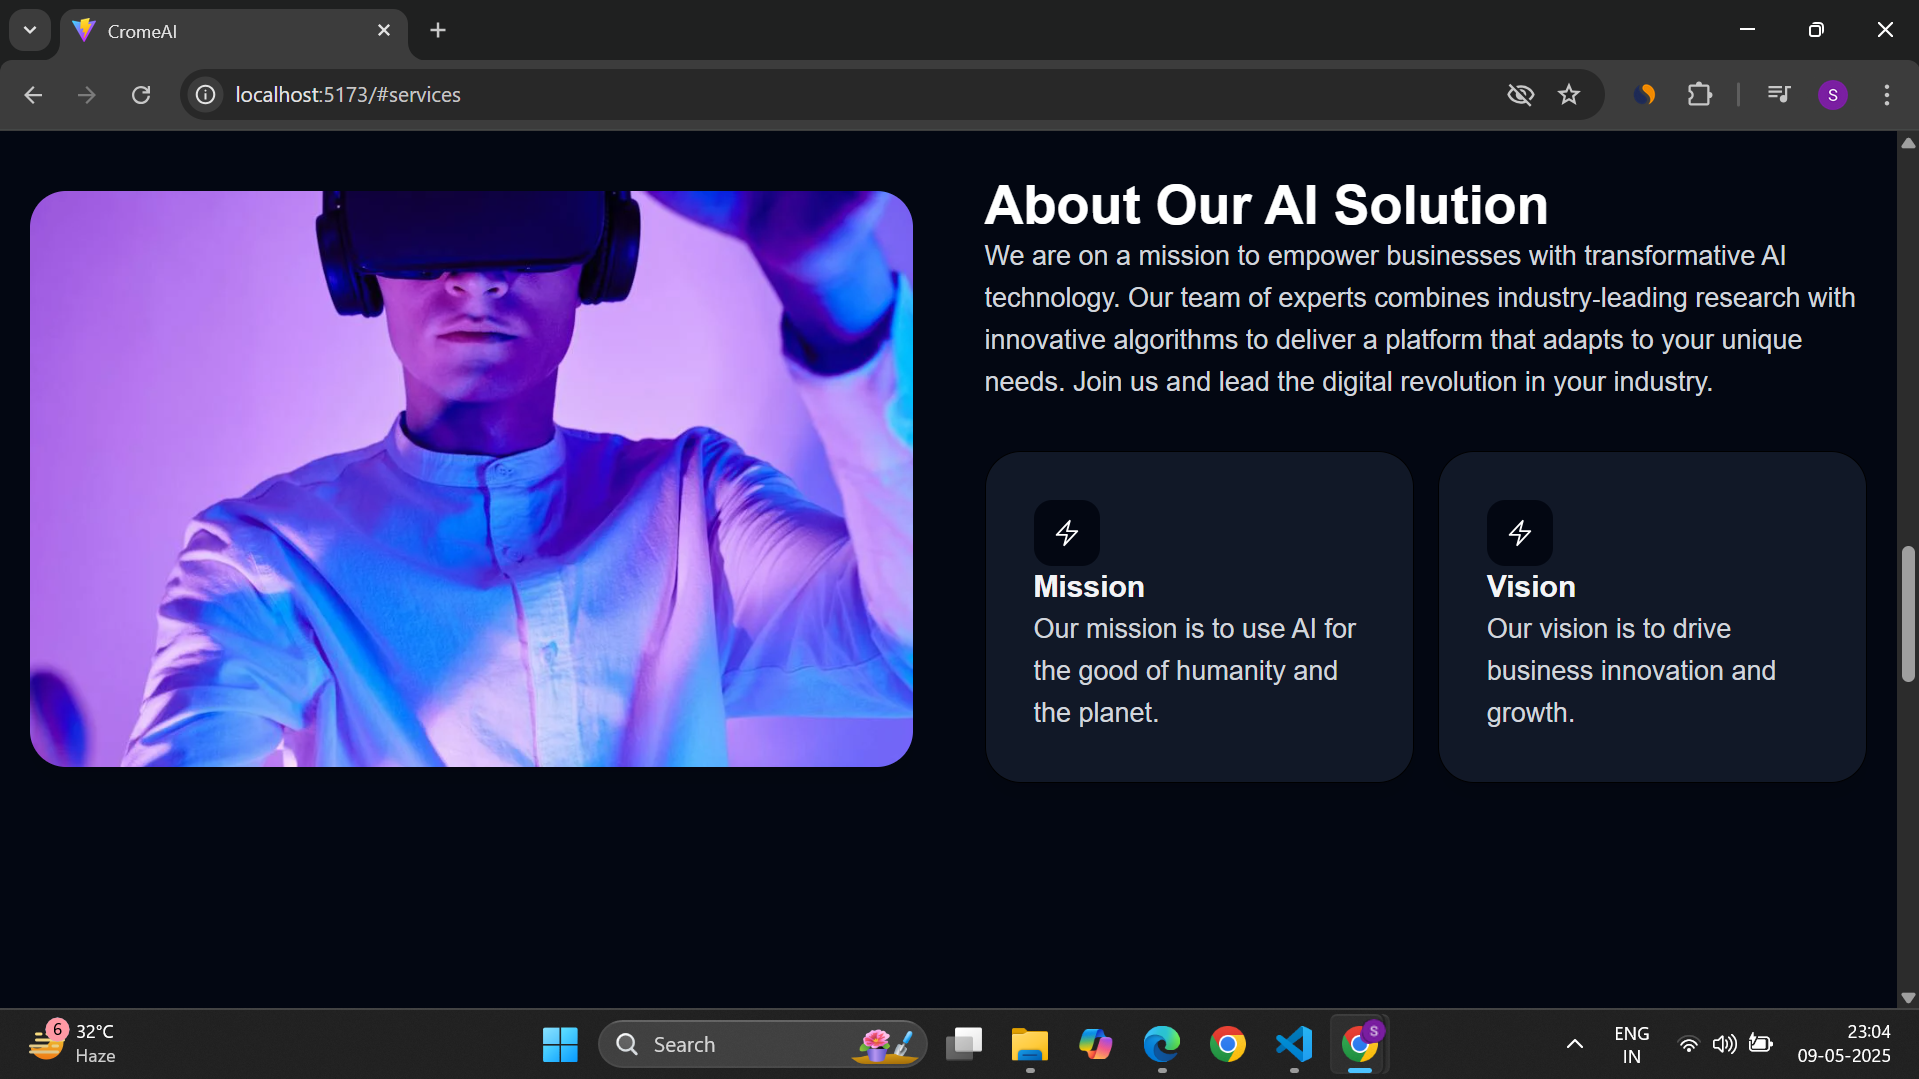 CromeAI
localhost:5173/#services
S
About Our AI Solution
We are on a mission to empower businesses with transformative AI
technology. Our team of experts combines industry-leading research with
innovative algorithms to deliver a platform that adapts to your unique
needs. Join us and lead the digital revolution in your industry.
Mission
Our mission is to use AI for
the good of humanity and
the planet.
Vision
Our vision is to drive
business innovation and
growth.
6
32°C
Haze
Search
S
ENG
IN
23:04
09-05-2025